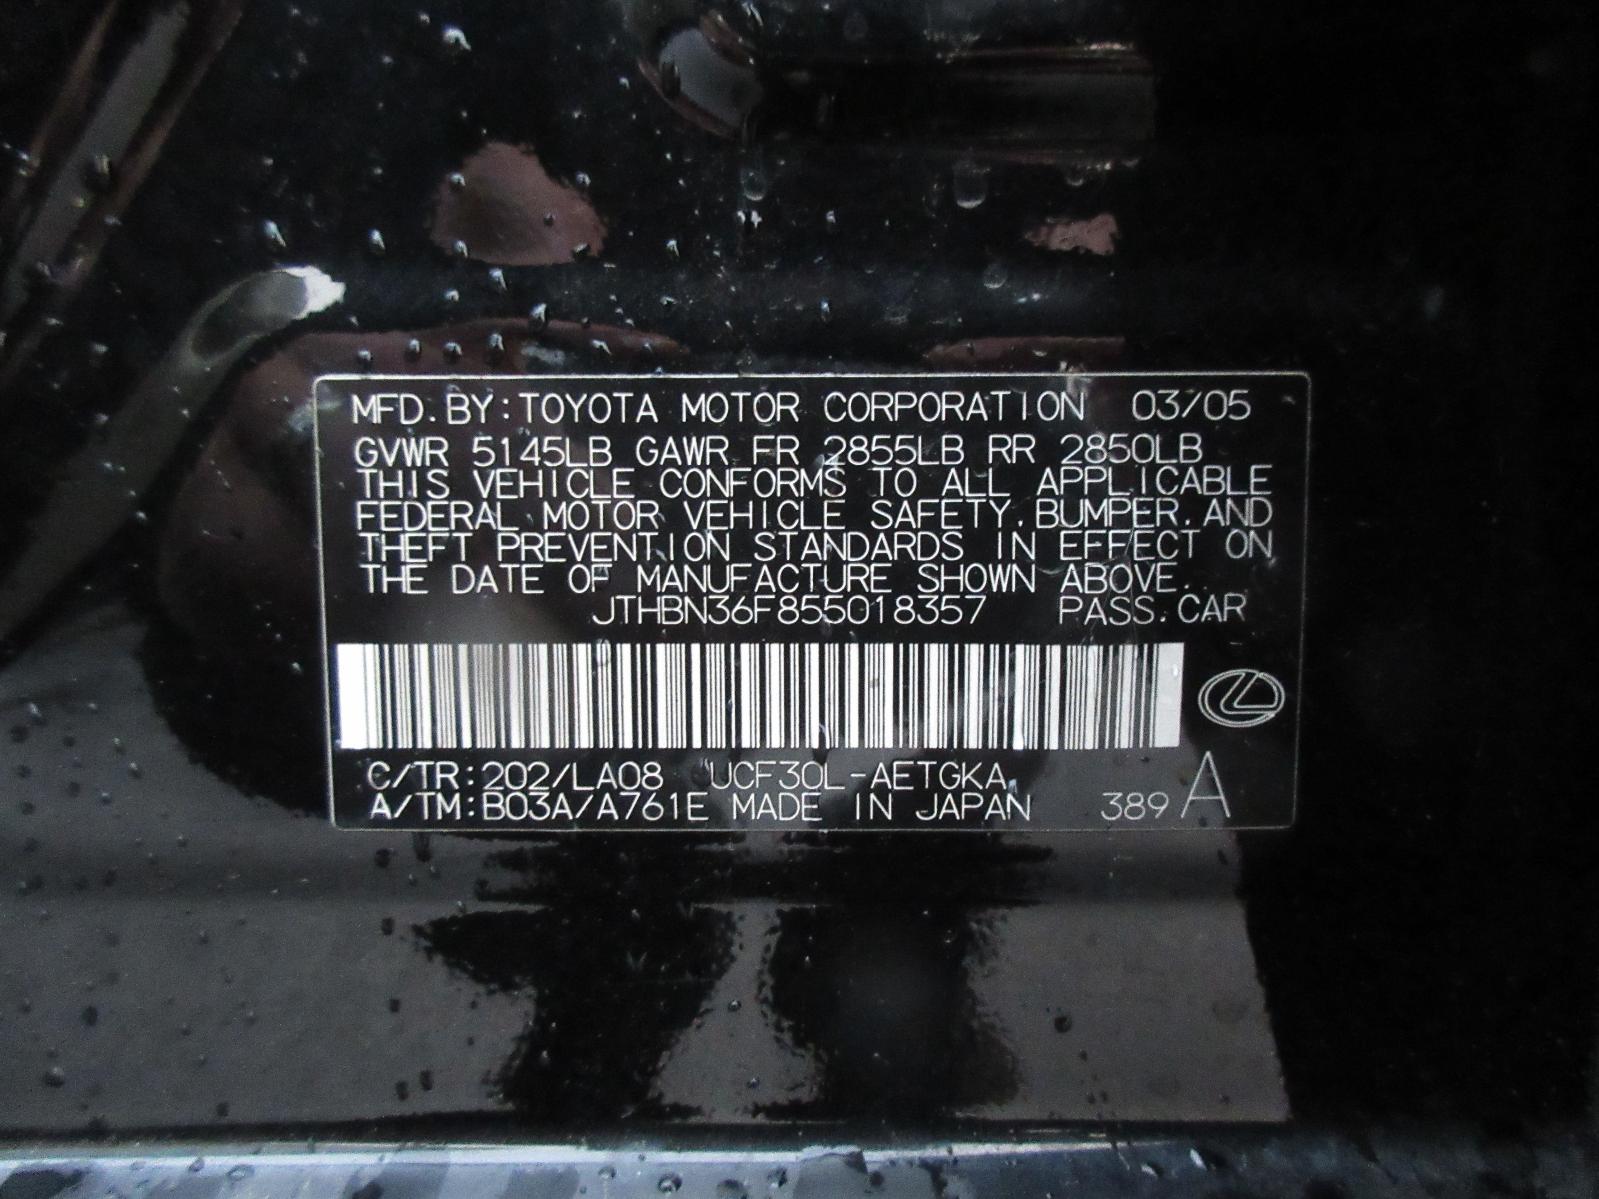 MFD. BY: TOYOTA MOTOR CORPORATION 03/05
GVWR 5145LB GAWR FR 2855LB RR 2850LB
THIS VEHICLE CONFORMS TO ALL APPLICABLE
FEDERAL MOTOR VEHICLE SAFETY, BUMPER, AND
THEFT PREVENTION STANDARDS IN EFFECT ON
THE DATE OF MANUFACTURE SHOWN ABOVE.
JTHBN36F855018357 PASS. CAR
C/TR: 202/LA08 UCF30L-AETGKA
A/TM: B03A/A761E MADE IN JAPAN 389 A